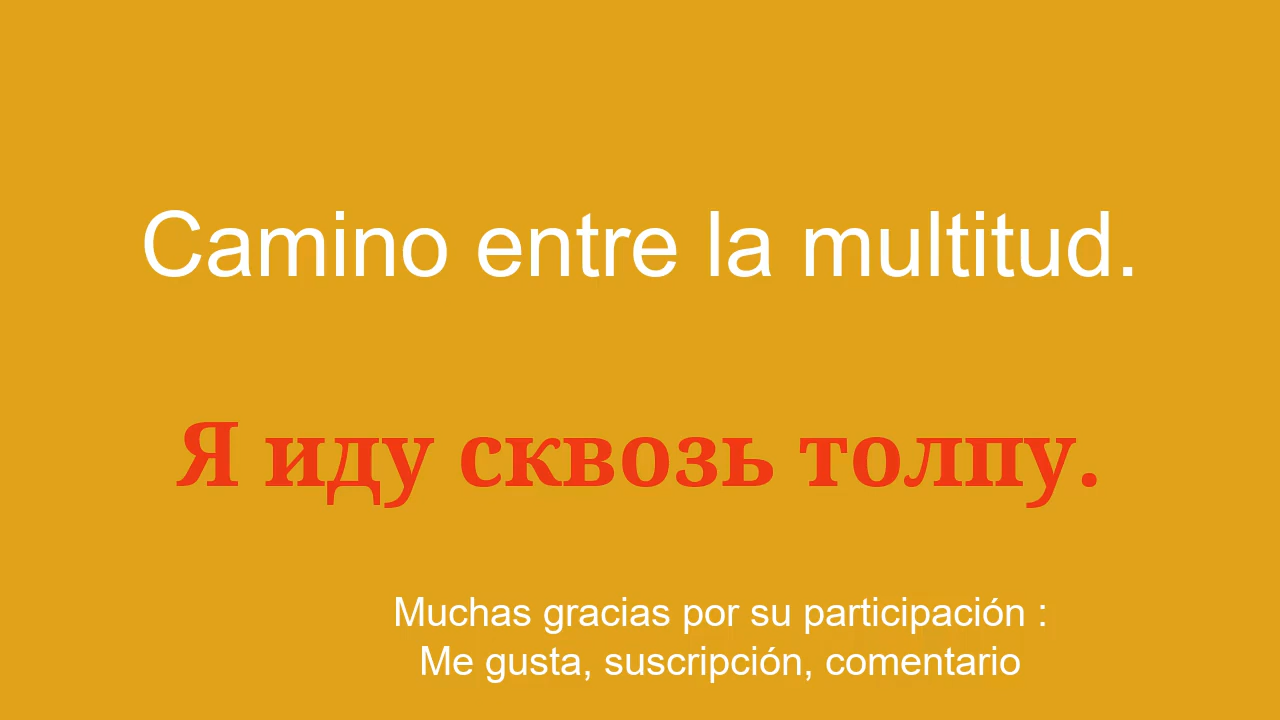 Camino entre la multitud.
Я иду сквозь толпу.
Muchas gracias por su participación :
Me gusta, suscripción, comentario